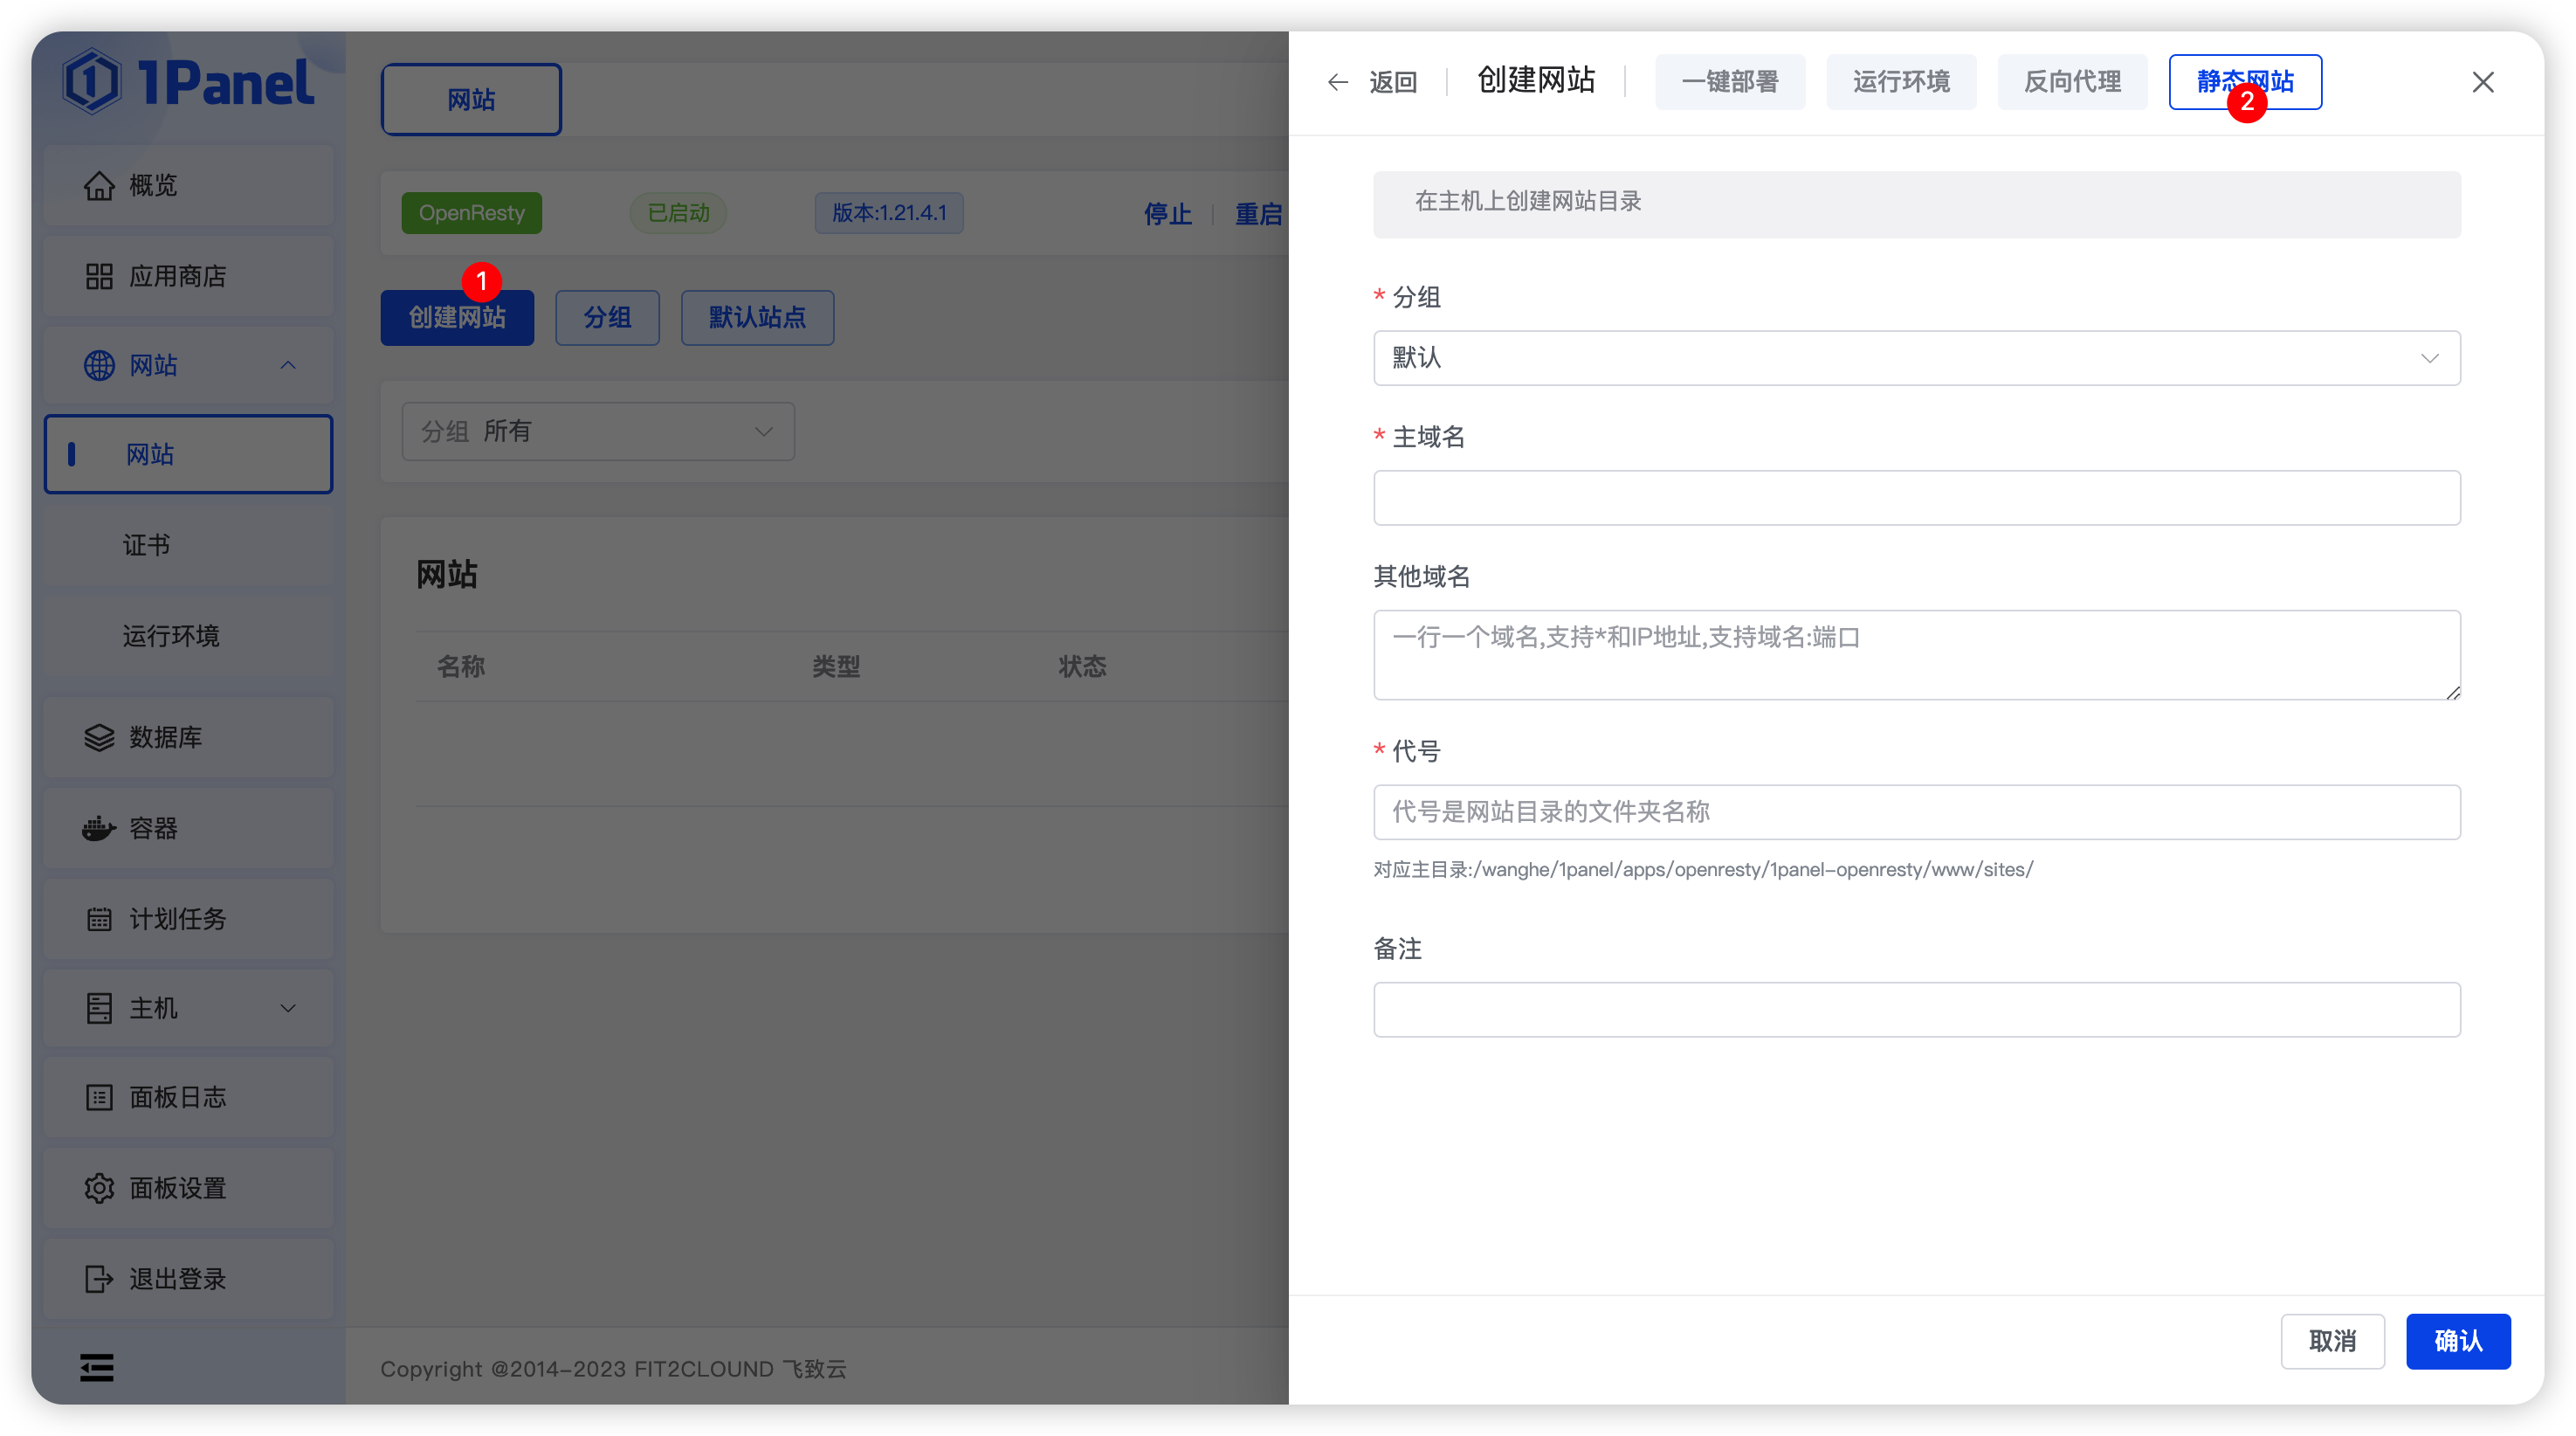 1Panel
概览
应用商店
网站
网站
证书
运行环境
数据库
容器
计划任务
主机
面板日志
面板设置
退出登录
网站
OpenResty
已启动
版本:1.21.4.1
停止
重启
1
创建网站
分组
默认站点
分组 所有
网站
名称 类型 状态
Copyright @2014-2023 FIT2CLOUND 飞致云
返回
创建网站
一键部署
运行环境
反向代理
静态网站
2
在主机上创建网站目录
* 分组
默认
* 主域名
其他域名
一行一个域名,支持*和IP地址,支持域名:端口
* 代号
代号是网站目录的文件夹名称
对应主目录:/wanghe/1panel/apps/openresty/1panel-openresty/www/sites/
备注
取消
确认